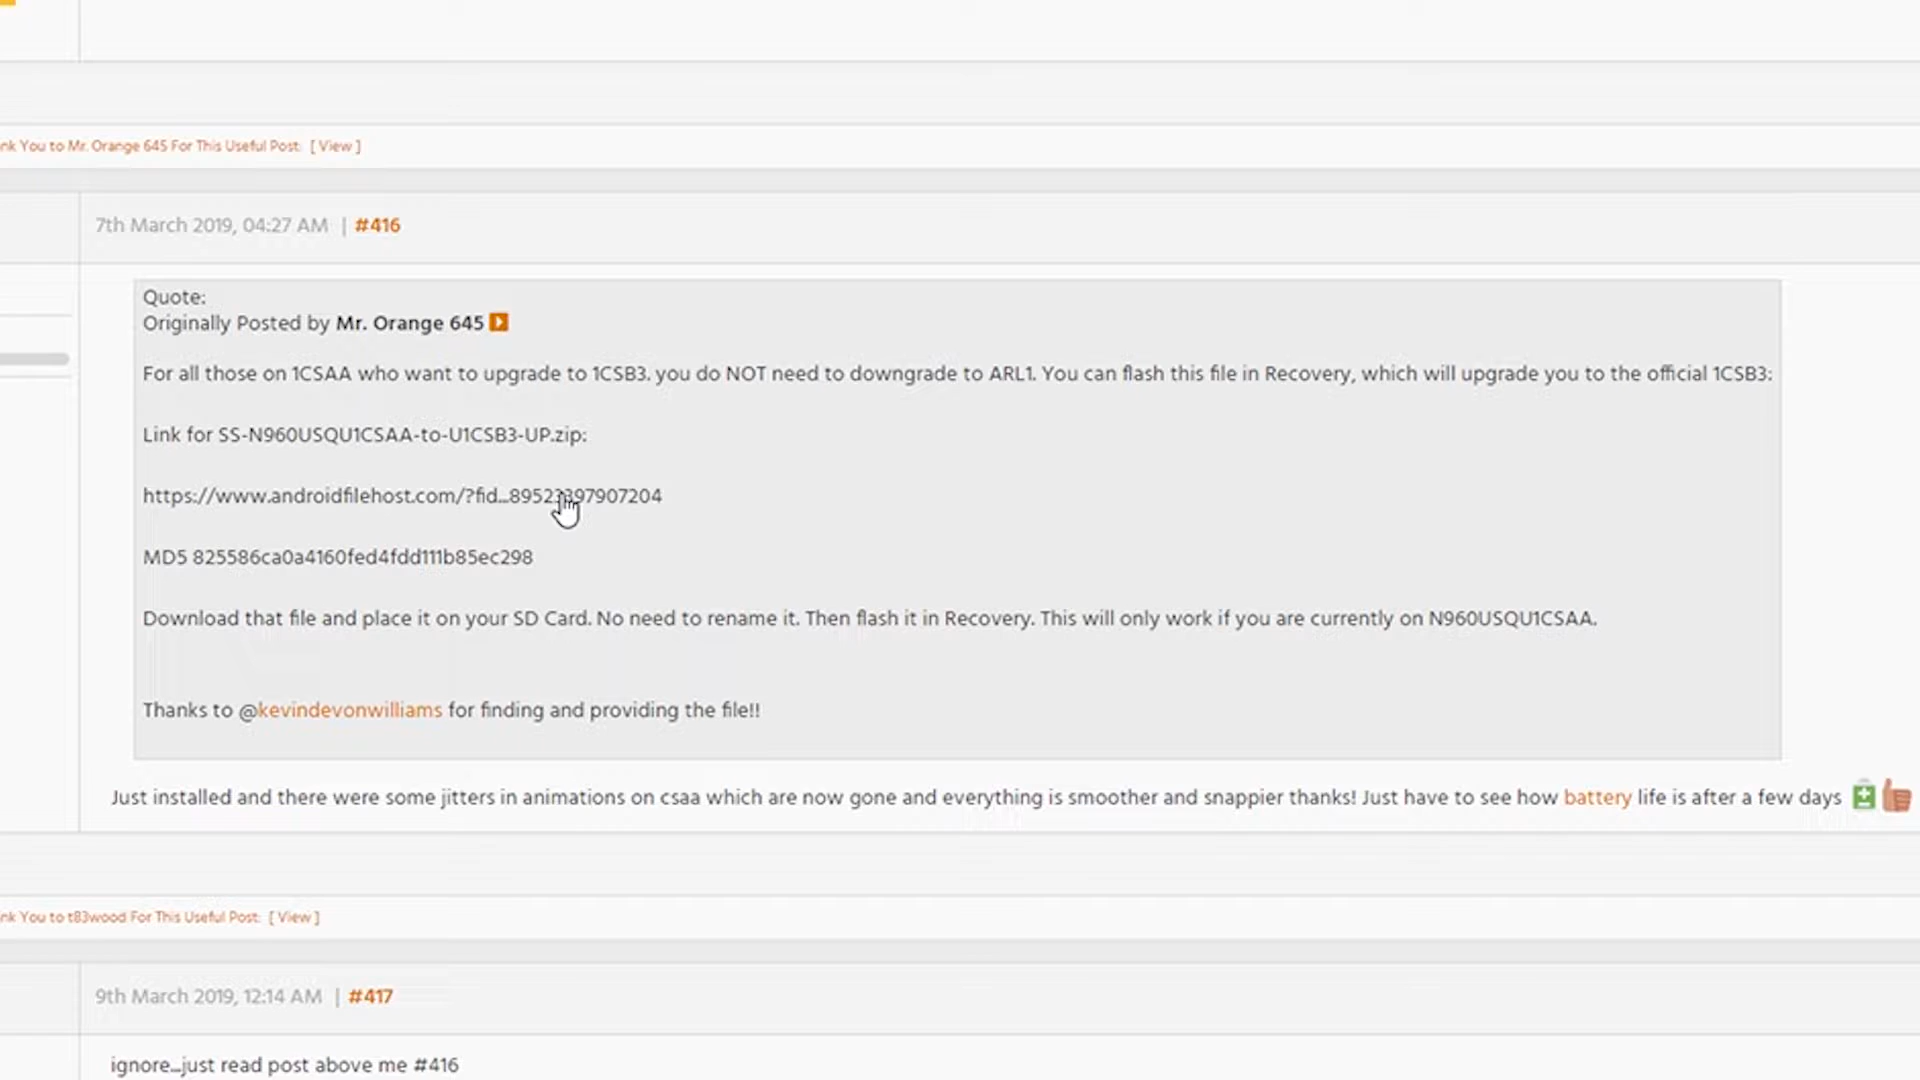 nk You to Mr. Orange 645 For This Useful Post: [ View ]
7th March 2019, 04:27 AM | #416
Quote:
Originally Posted by Mr. Orange 645
For all those on 1CSAA who want to upgrade to 1CSB3. you do NOT need to downgrade to ARL1. You can flash this file in Recovery, which will upgrade you to the official 1CSB3:
Link for SS-N960USQU1CSAA-to-U1CSB3-UP.zip:
https://www.androidfilehost.com/?fid...89523397907204
MD5 825586ca0a4160fed4fdd111b85ec298
Download that file and place it on your SD Card. No need to rename it. Then flash it in Recovery. This will only work if you are currently on N960USQU1CSAA.
Thanks to @kevindevonwilliams for finding and providing the file!!
Just installed and there were some jitters in animations on csaa which are now gone and everything is smoother and snappier thanks! Just have to see how battery life is after a few days
nk You to t83wood For This Useful Post: [ View ]
9th March 2019, 12:14 AM | #417
ignore...just read post above me #416